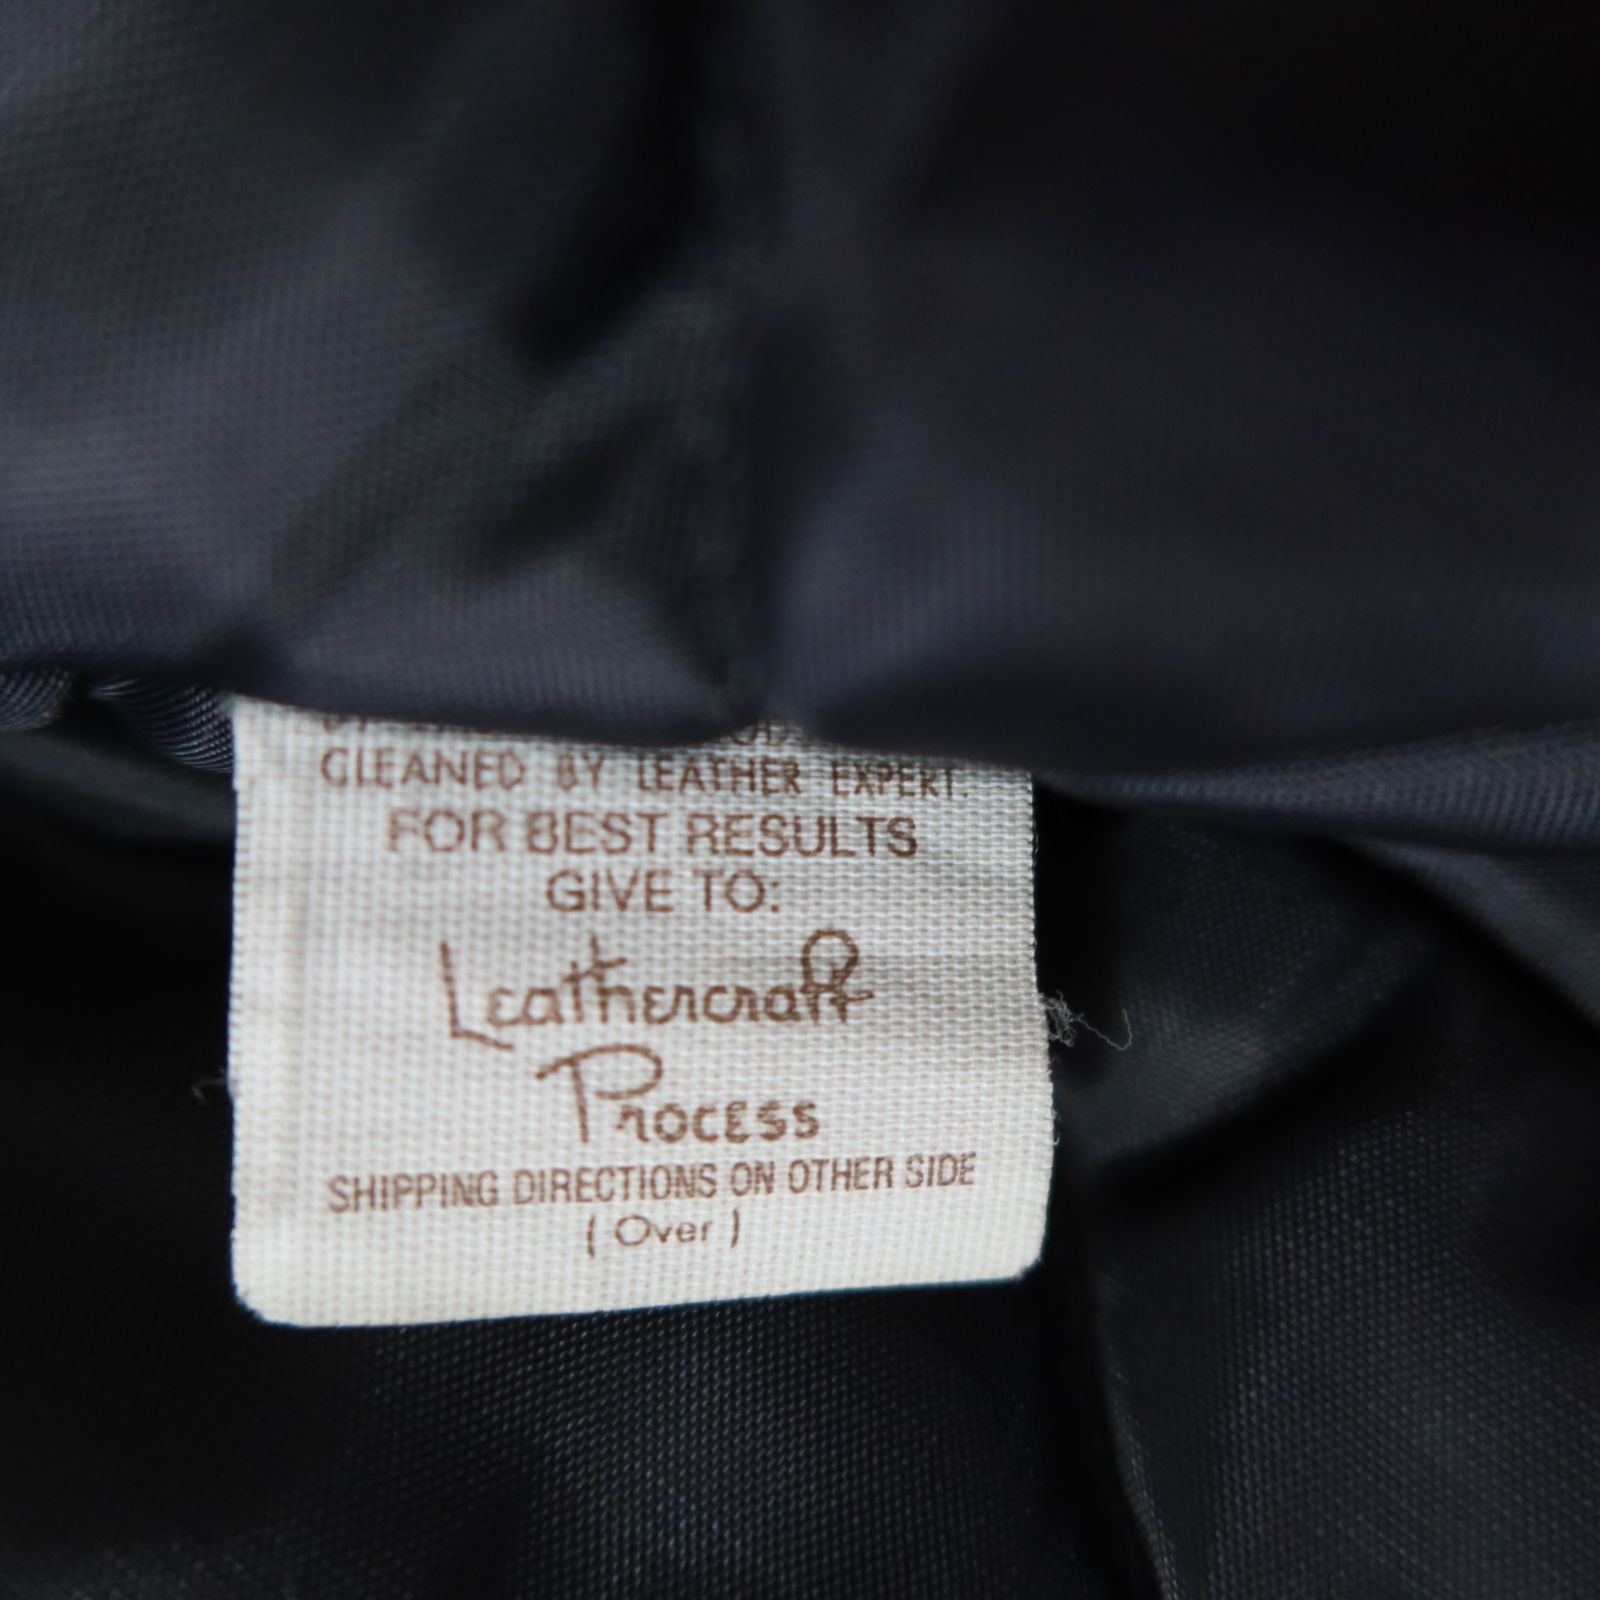 CLEANED BY LEATHER EXPERT.
FOR BEST RESULTS
GIVE TO:
Leathercraft
Process
SHIPPING DIRECTIONS ON OTHER SIDE
( Over )